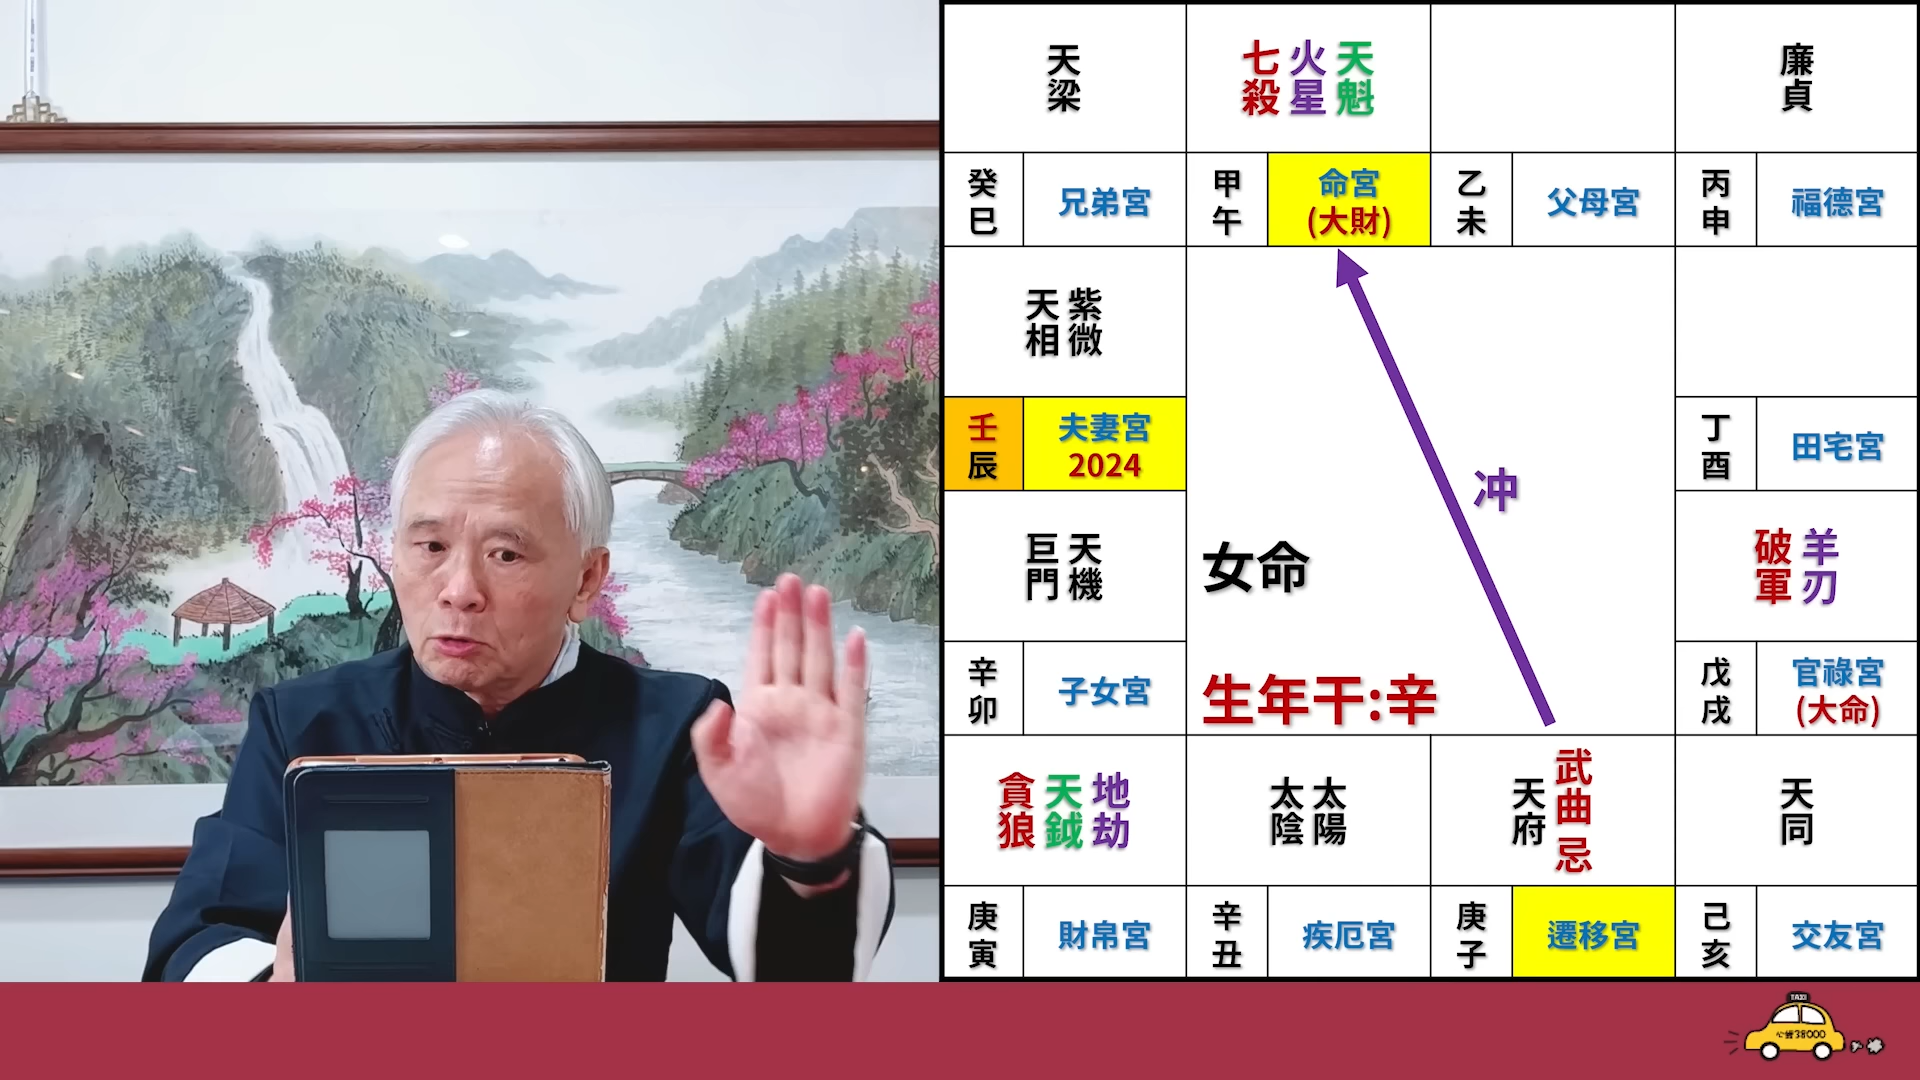 天梁
七殺 火星 天魁
廉貞
癸巳
兄弟宮
甲午
命宮
(大財)
乙未
父母宮
丙申
福德宮
天相 紫微
壬辰
夫妻宮
2024
丁酉
田宅宮
冲
巨門 天機
女命
破軍 羊刃
辛卯
子女宮
生年干:辛
戊戌
官祿宮
(大命)
貪狼 天鉞 地劫
太陰 太陽
天府 武曲 忌
天同
庚寅
財帛宮
辛丑
疾厄宮
庚子
遷移宮
己亥
交友宮
TAXI